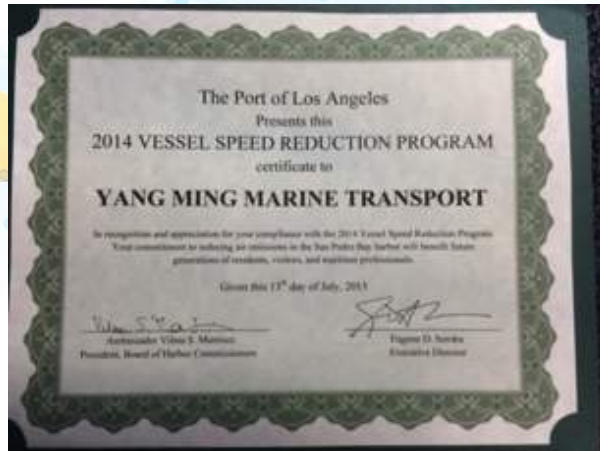 The Port of Los Angeles
Presents this
2014 VESSEL SPEED REDUCTION PROGRAM
certificate to
YANG MING MARINE TRANSPORT
In recognition and appreciation for your compliance with the 2014 Vessel Speed Reduction Program
Your commitment to reducing air emissions in the San Pedro Bay harbor will benefit future
generations of residents, visitors, and maritime professionals.
Given this 13th day of July, 2015
Ambassador Vilma S. Martinez
President, Board of Harbor Commissioners
Eugene D. Seroka
Executive Director